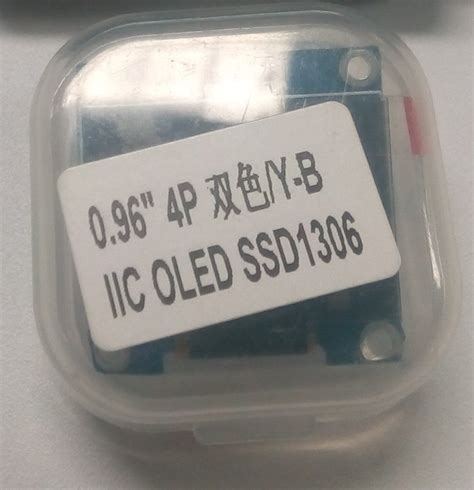 0.96" 4P 双色/Y-B
IIC OLED SSD1306